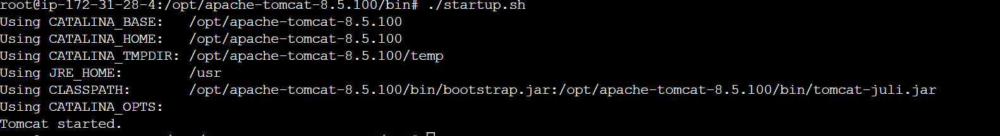 root@ip-172-31-28-4:/opt/apache-tomcat-8.5.100/bin# ./startup.sh
Using CATALINA_BASE:   /opt/apache-tomcat-8.5.100
Using CATALINA_HOME:   /opt/apache-tomcat-8.5.100
Using CATALINA_TMPDIR: /opt/apache-tomcat-8.5.100/temp
Using JRE_HOME:        /usr
Using CLASSPATH:       /opt/apache-tomcat-8.5.100/bin/bootstrap.jar:/opt/apache-tomcat-8.5.100/bin/tomcat-juli.jar
Using CATALINA_OPTS:
Tomcat started.